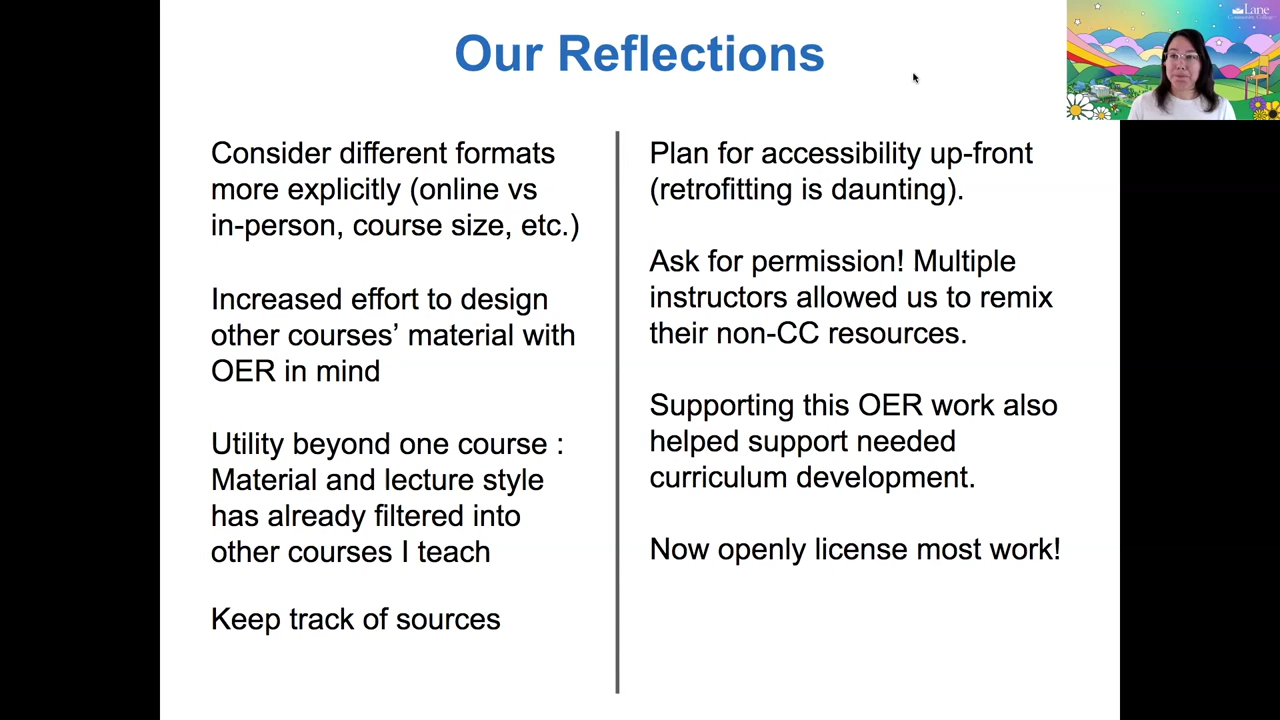 Our Reflections
Consider different formats
more explicitly (online vs
in-person, course size, etc.)
Increased effort to design
other courses’ material with
OER in mind
Utility beyond one course :
Material and lecture style
has already filtered into
other courses I teach
Keep track of sources
Plan for accessibility up-front
(retrofitting is daunting).
Ask for permission! Multiple
instructors allowed us to remix
their non-CC resources.
Supporting this OER work also
helped support needed
curriculum development.
Now openly license most work!
Lane
Community College